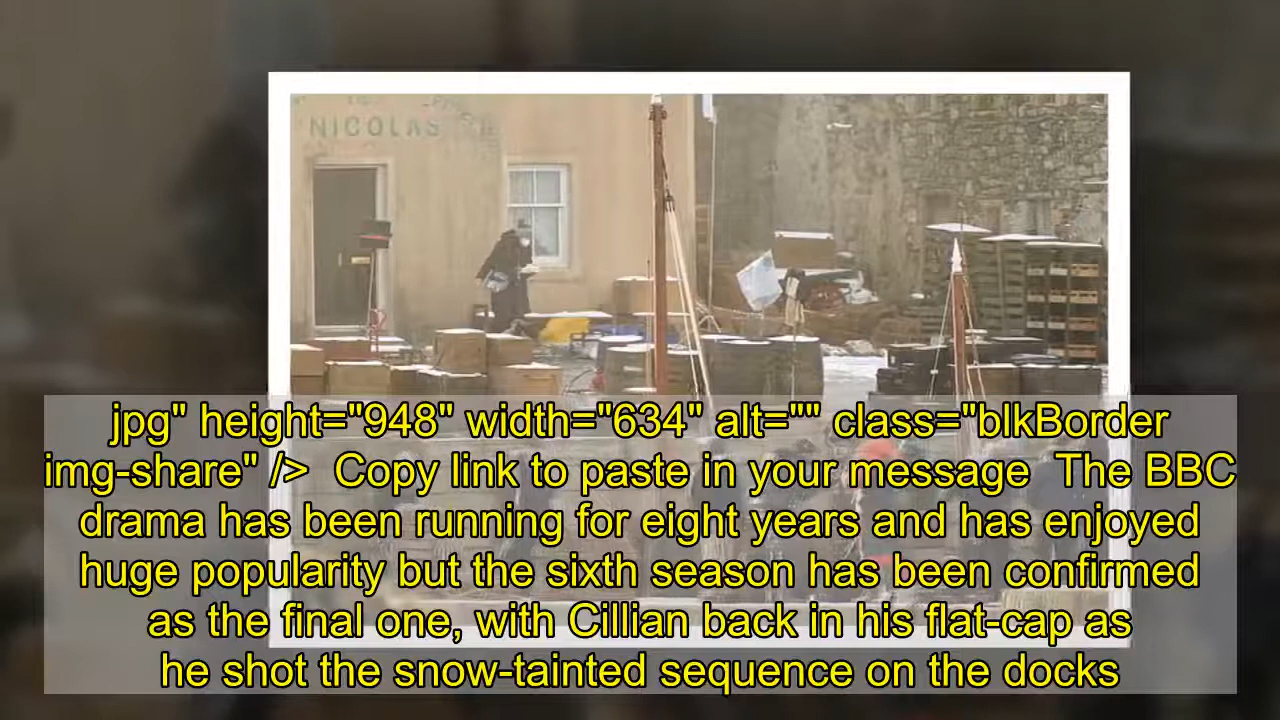 NICOLAS
jpg" height="948" width="634" alt="" class="blkBorder
img-share" /> Copy link to paste in your message The BBC
drama has been running for eight years and has enjoyed
huge popularity but the sixth season has been confirmed
as the final one, with Cillian back in his flat-cap as
he shot the snow-tainted sequence on the docks